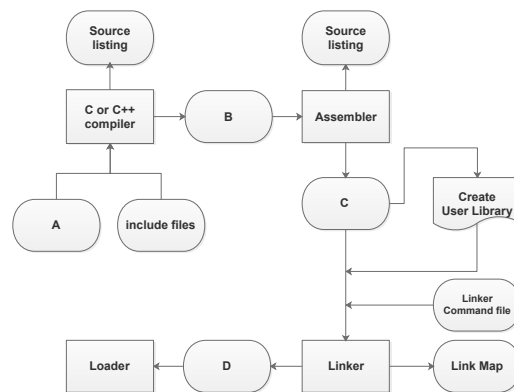 Source
listing
Source
listing
C or C++
compiler
B
Assembler
A
include files
C
Create
User Library
Linker
Command file
Loader
D
Linker
Link Map